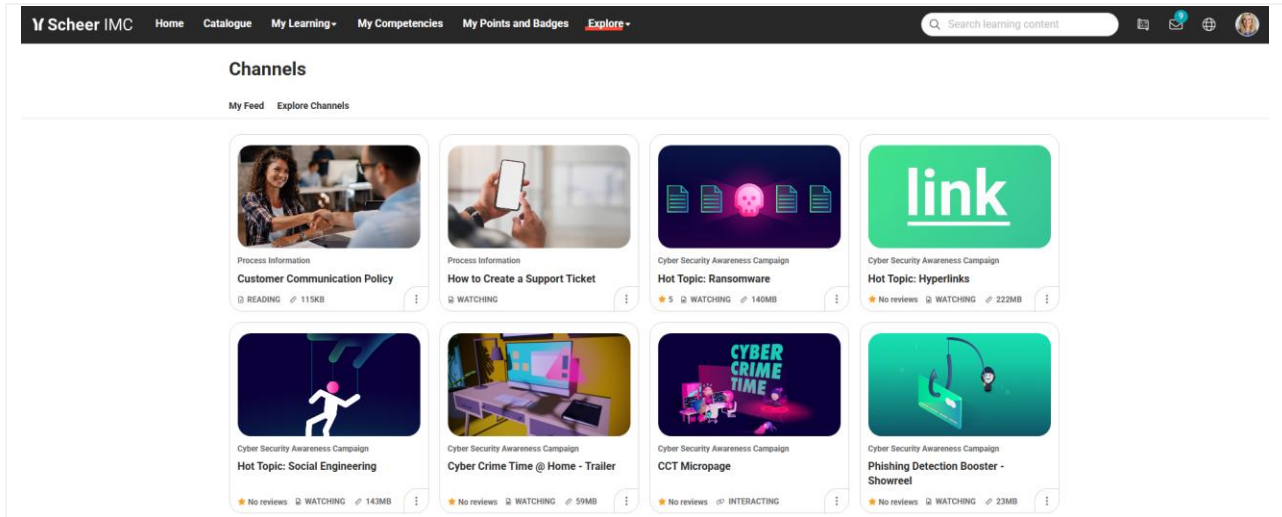 Scheer IMC Home Catalogue My Learning My Competencies My Points and Badges Explore Search learning content 9
Channels
My Feed Explore Channels
link
CYBER
CRIME
TIME
Process Information
Customer Communication Policy
READING 115KB
Process Information
How to Create a Support Ticket
WATCHING
Cyber Security Awareness Campaign
Hot Topic: Ransomware
5 WATCHING 140MB
Cyber Security Awareness Campaign
Hot Topic: Hyperlinks
No reviews WATCHING 222MB
Cyber Security Awareness Campaign
Hot Topic: Social Engineering
No reviews WATCHING 143MB
Cyber Security Awareness Campaign
Cyber Crime Time @ Home - Trailer
No reviews WATCHING 59MB
Cyber Security Awareness Campaign
CCT Micropage
No reviews INTERACTING
Cyber Security Awareness Campaign
Phishing Detection Booster -
Showreel
No reviews WATCHING 23MB